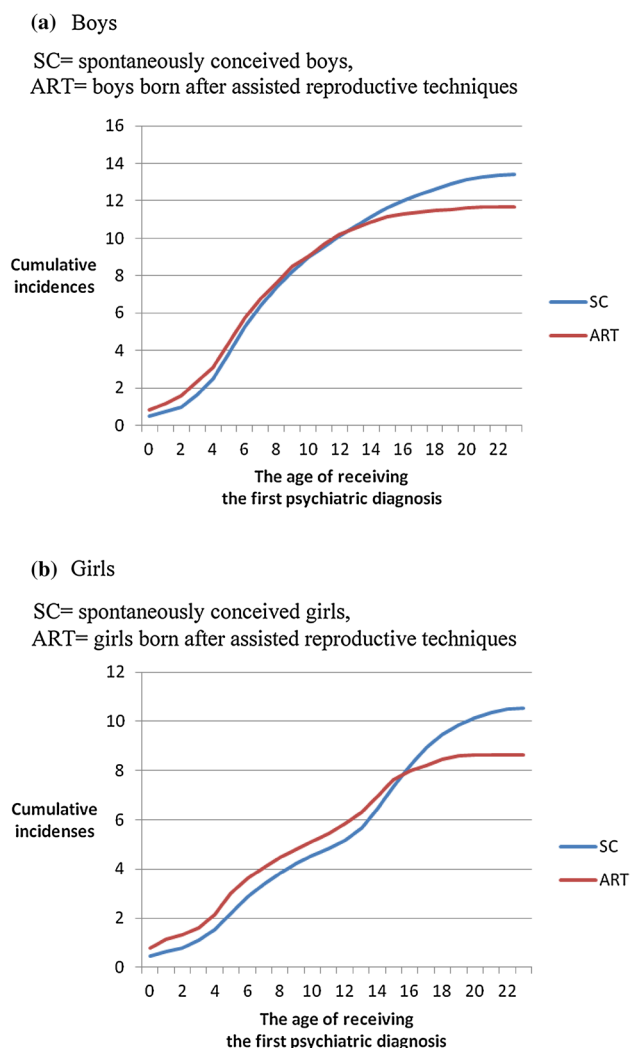 (a) Boys
SC= spontaneously conceived boys,
ART= boys born after assisted reproductive techniques
16
14
12
10
8
6
4
2
0
Cumulative
incidences
SC
ART
0 2 4 6 8 10 12 14 16 18 20 22
The age of receiving
the first psychiatric diagnosis
(b) Girls
SC= spontaneously conceived girls,
ART= girls born after assisted reproductive techniques
12
10
8
6
4
2
0
Cumulative
incidenses
SC
ART
0 2 4 6 8 10 12 14 16 18 20 22
The age of receiving
the first psychiatric diagnosis